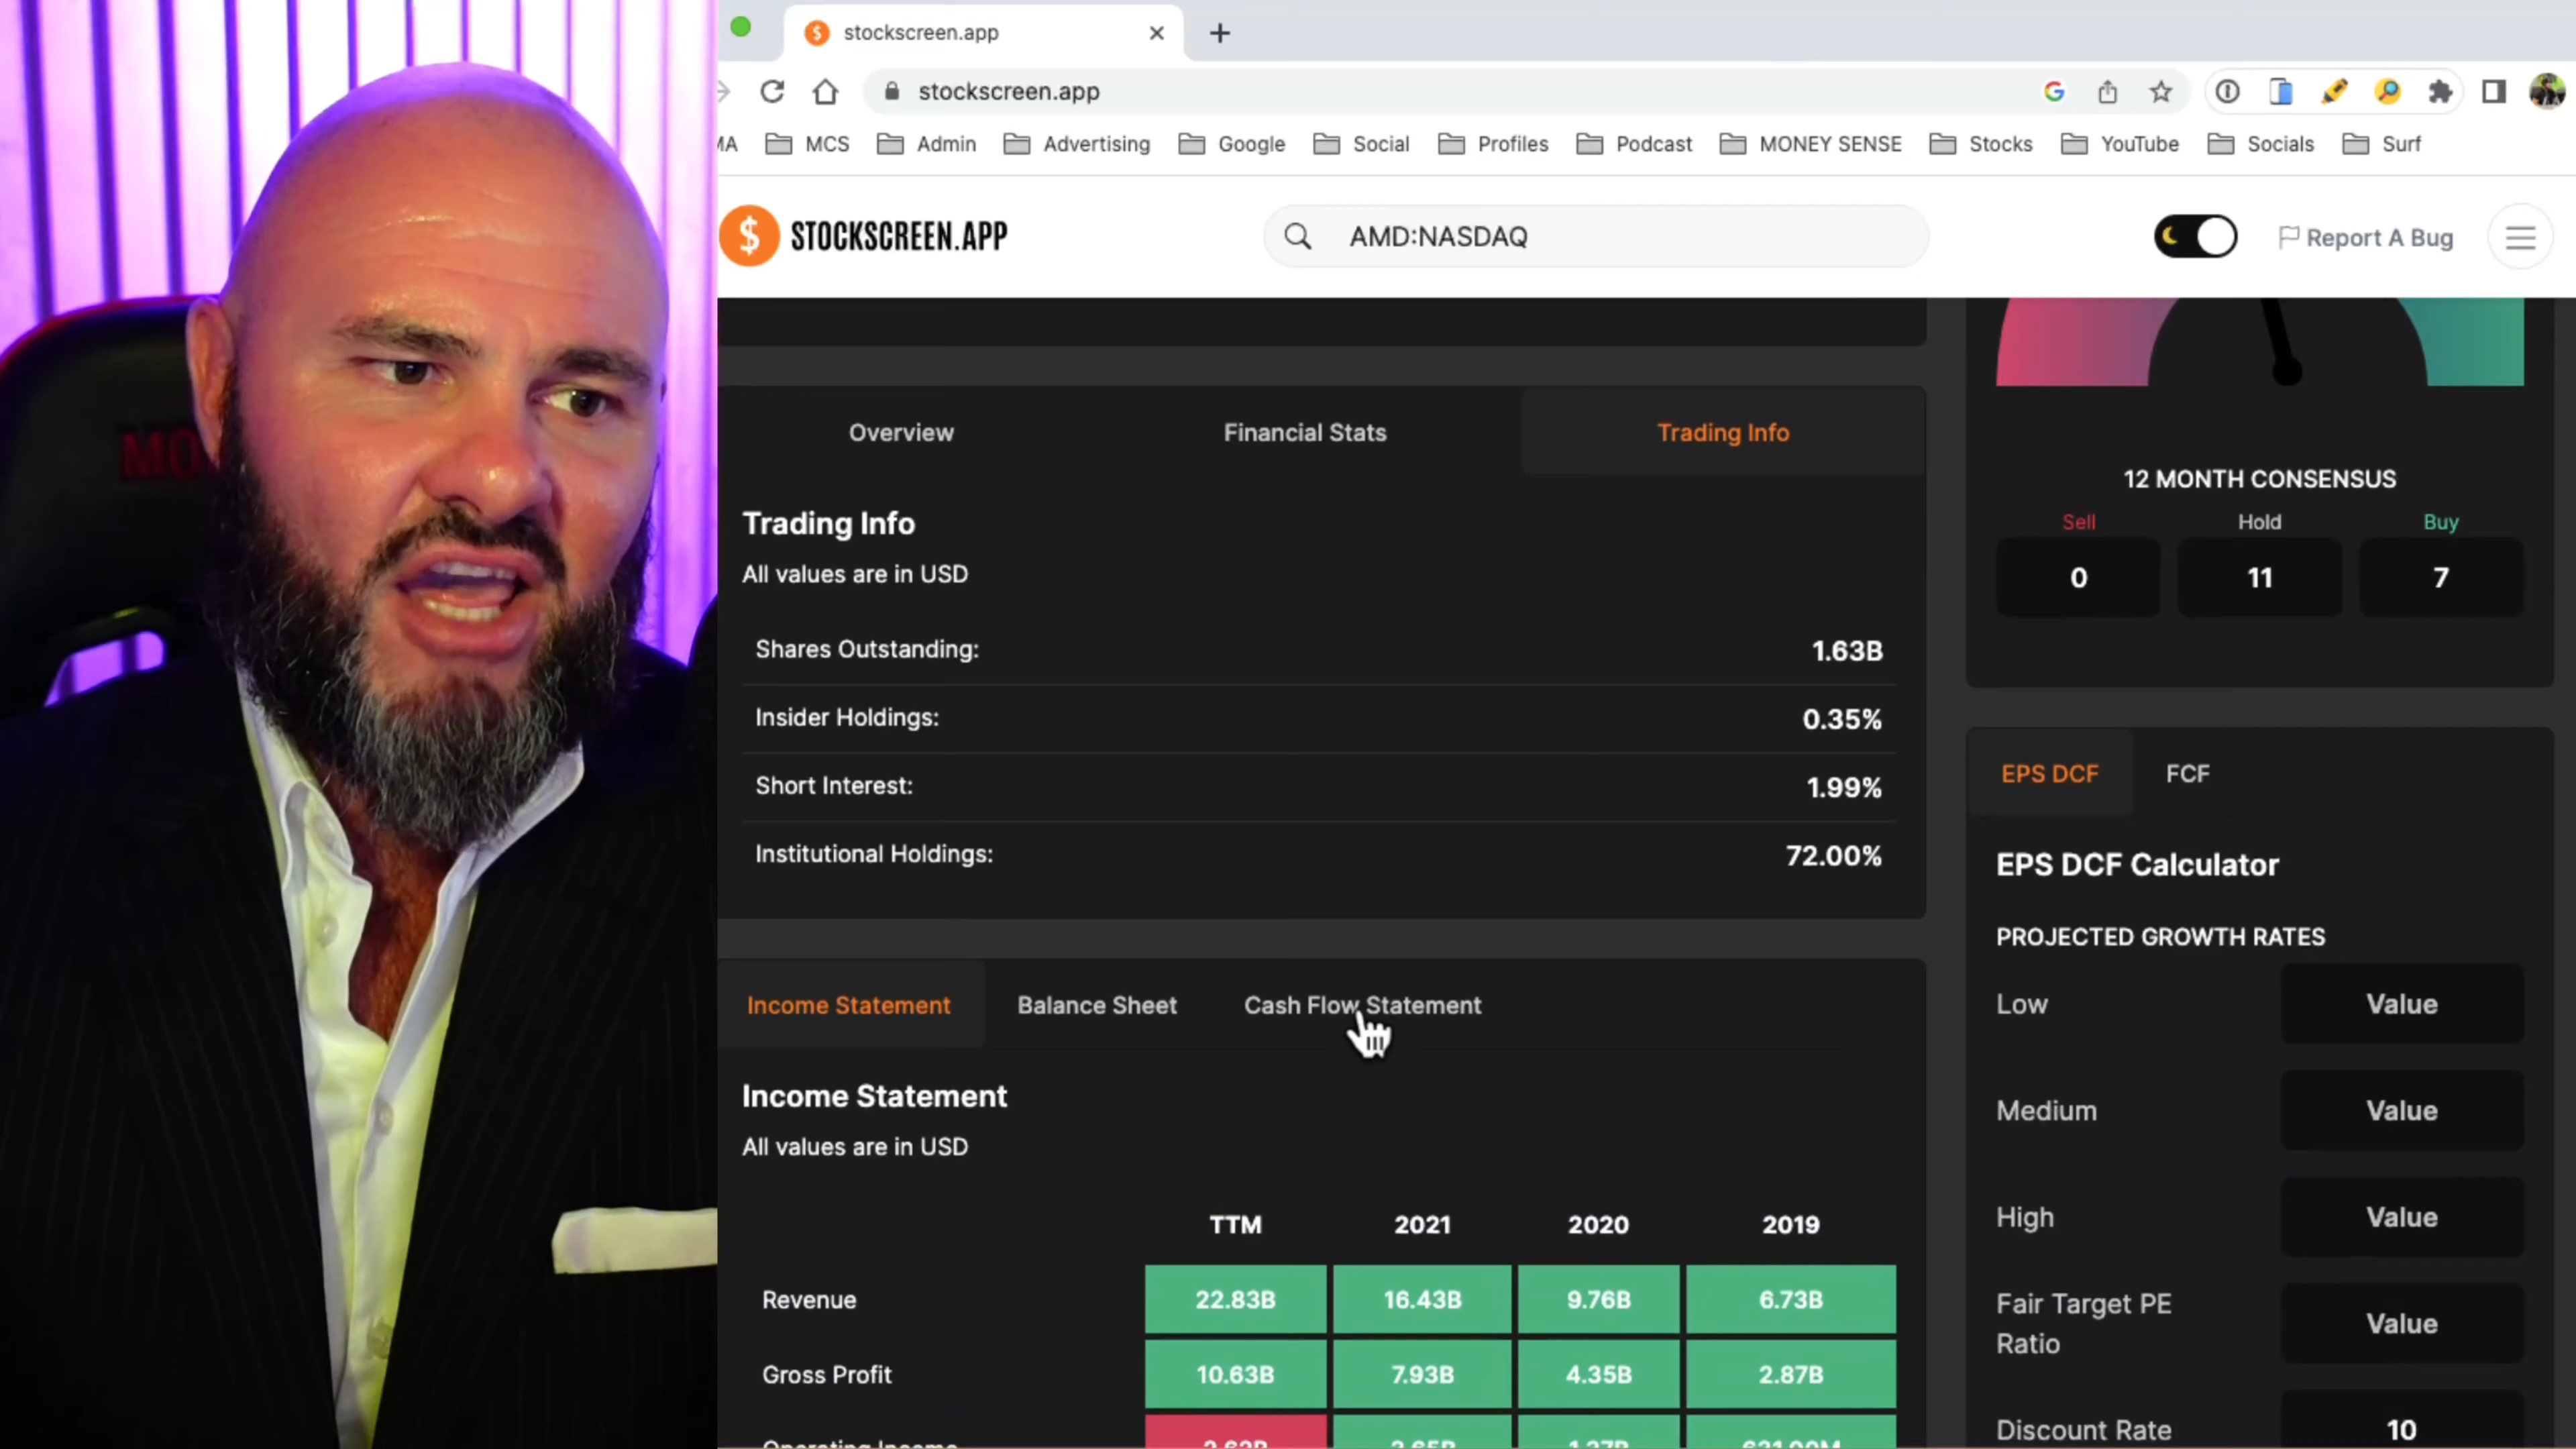 stockscreen.app
stockscreen.app
MCS Admin Advertising Google Social Profiles Podcast MONEY SENSE Stocks YouTube Socials Surf
$ STOCKSCREEN.APP
AMD:NASDAQ
Report A Bug
MO
Overview Financial Stats Trading Info
Trading Info
All values are in USD
Shares Outstanding: 1.63B
Insider Holdings: 0.35%
Short Interest: 1.99%
Institutional Holdings: 72.00%
12 MONTH CONSENSUS
Sell Hold Buy
0 11 7
Income Statement Balance Sheet Cash Flow Statement
Income Statement
All values are in USD
TTM 2021 2020 2019
Revenue 22.83B 16.43B 9.76B 6.73B
Gross Profit 10.63B 7.93B 4.35B 2.87B
Operating Income
EPS DCF FCF
EPS DCF Calculator
PROJECTED GROWTH RATES
Low Value
Medium Value
High Value
Fair Target PE
Ratio Value
Discount Rate 10